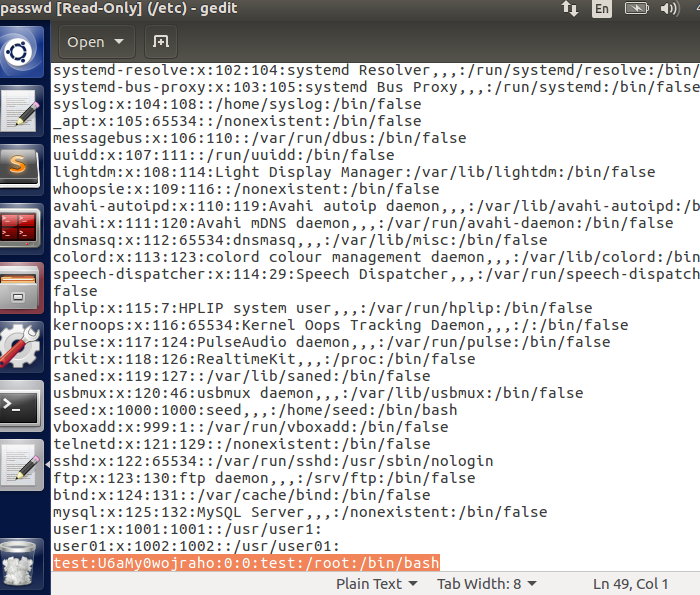 passwd [Read-Only] (/etc) - gedit
En
Open
systemd-resolve:x:102:104:systemd Resolver,,,:/run/systemd/resolve:/bin/
systemd-bus-proxy:x:103:105:systemd Bus Proxy,,,:/run/systemd:/bin/false
syslog:x:104:108::/home/syslog:/bin/false
_apt:x:105:65534::/nonexistent:/bin/false
messagebus:x:106:110::/var/run/dbus:/bin/false
uuidd:x:107:111::/run/uuidd:/bin/false
lightdm:x:108:114:Light Display Manager:/var/lib/lightdm:/bin/false
whoopsie:x:109:116::/nonexistent:/bin/false
avahi-autoipd:x:110:119:Avahi autoip daemon,,,:/var/lib/avahi-autoipd:/b
avahi:x:111:120:Avahi mDNS daemon,,,:/var/run/avahi-daemon:/bin/false
dnsmasq:x:112:65534:dnsmasq,,,:/var/lib/misc:/bin/false
colord:x:113:123:colord colour management daemon,,,:/var/lib/colord:/bin
speech-dispatcher:x:114:29:Speech Dispatcher,,,:/var/run/speech-dispatch
false
hplip:x:115:7:HPLIP system user,,,:/var/run/hplip:/bin/false
kernoops:x:116:65534:Kernel Oops Tracking Daemon,,,:/:/bin/false
pulse:x:117:124:PulseAudio daemon,,,:/var/run/pulse:/bin/false
rtkit:x:118:126:RealtimeKit,,,:/proc:/bin/false
saned:x:119:127::/var/lib/saned:/bin/false
usbmux:x:120:46:usbmux daemon,,,:/var/lib/usbmux:/bin/false
seed:x:1000:1000:seed,,,:/home/seed:/bin/bash
vboxadd:x:999:1::/var/run/vboxadd:/bin/false
telnetd:x:121:129::/nonexistent:/bin/false
sshd:x:122:65534::/var/run/sshd:/usr/sbin/nologin
ftp:x:123:130:ftp daemon,,,:/srv/ftp:/bin/false
bind:x:124:131::/var/cache/bind:/bin/false
mysql:x:125:132:MySQL Server,,,:/nonexistent:/bin/false
user1:x:1001:1001::/usr/user1:
user01:x:1002:1002::/usr/user01:
test:U6aMy0wojraho:0:0:test:/root:/bin/bash
Plain Text Tab Width: 8 Ln 49, Col 1